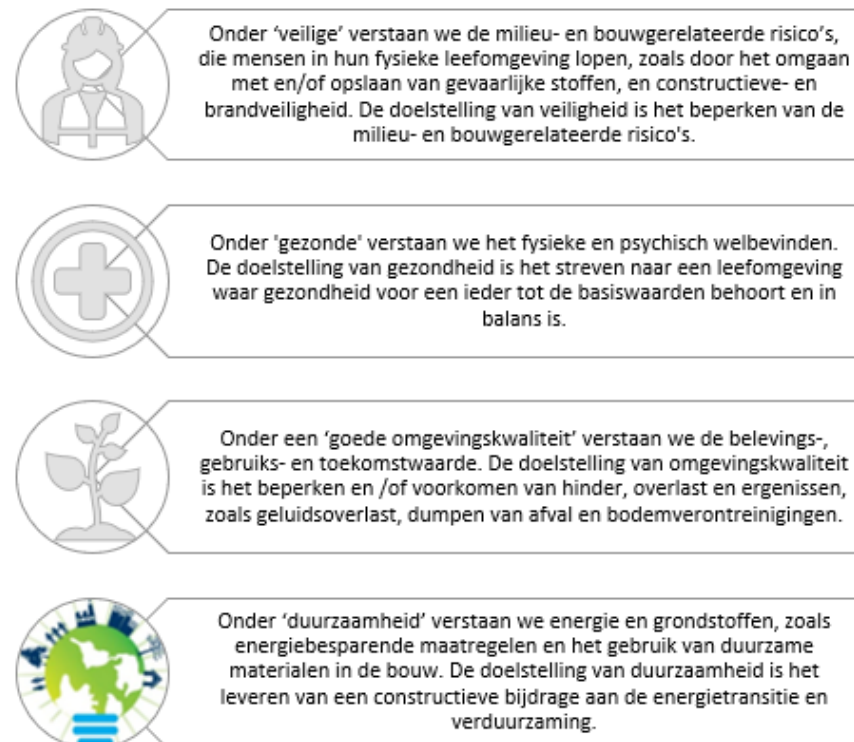 Onder ‘veilige’ verstaan we de milieu- en bouwgerelateerde risico’s,
die mensen in hun fysieke leefomgeving lopen, zoals door het omgaan
met en/of opslaan van gevaarlijke stoffen, en constructieve- en
brandveiligheid. De doelstelling van veiligheid is het beperken van de
milieu- en bouwgerelateerde risico's.
Onder 'gezonde' verstaan we het fysieke en psychisch welbevinden.
De doelstelling van gezondheid is het streven naar een leefomgeving
waar gezondheid voor een ieder tot de basiswaarden behoort en in
balans is.
Onder een ‘goede omgevingskwaliteit’ verstaan we de belevings-,
gebruiks- en toekomstwaarde. De doelstelling van omgevingskwaliteit
is het beperken en /of voorkomen van hinder, overlast en ergenissen,
zoals geluidsoverlast, dumpen van afval en bodemverontreinigingen.
Onder ‘duurzaamheid’ verstaan we energie en grondstoffen, zoals
energiebesparende maatregelen en het gebruik van duurzame
materialen in de bouw. De doelstelling van duurzaamheid is het
leveren van een constructieve bijdrage aan de energietransitie en
verduurzaming.